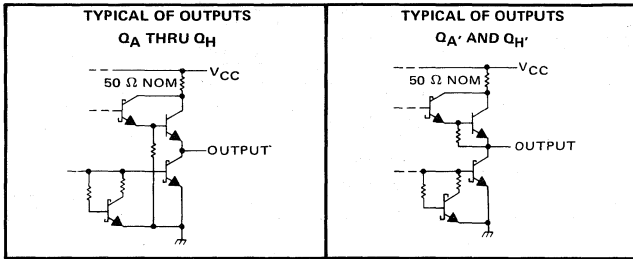 TYPICAL OF OUTPUTS
QA THRU QH
VCC
50 Ω NOM
OUTPUT
TYPICAL OF OUTPUTS
QA' AND QH'
VCC
50 Ω NOM
OUTPUT